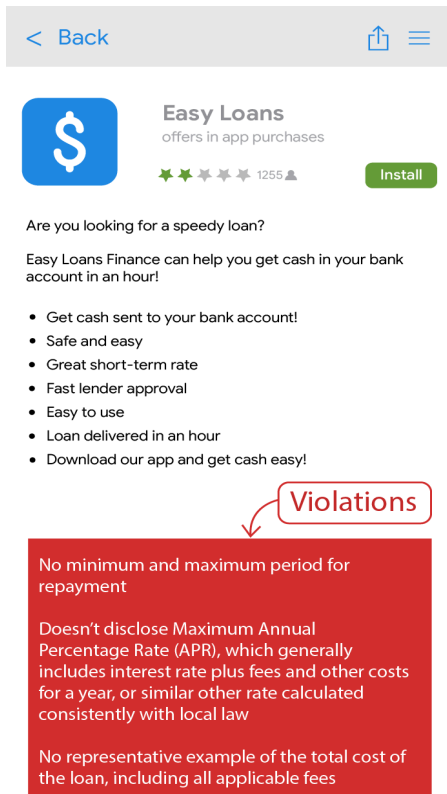 < Back
$
Easy Loans
offers in app purchases
1255
Install
Are you looking for a speedy loan?
Easy Loans Finance can help you get cash in your bank
account in an hour!
• Get cash sent to your bank account!
• Safe and easy
• Great short-term rate
• Fast lender approval
• Easy to use
• Loan delivered in an hour
• Download our app and get cash easy!
Violations
No minimum and maximum period for
repayment
Doesn’t disclose Maximum Annual
Percentage Rate (APR), which generally
includes interest rate plus fees and other costs
for a year, or similar other rate calculated
consistently with local law
No representative example of the total cost of
the loan, including all applicable fees